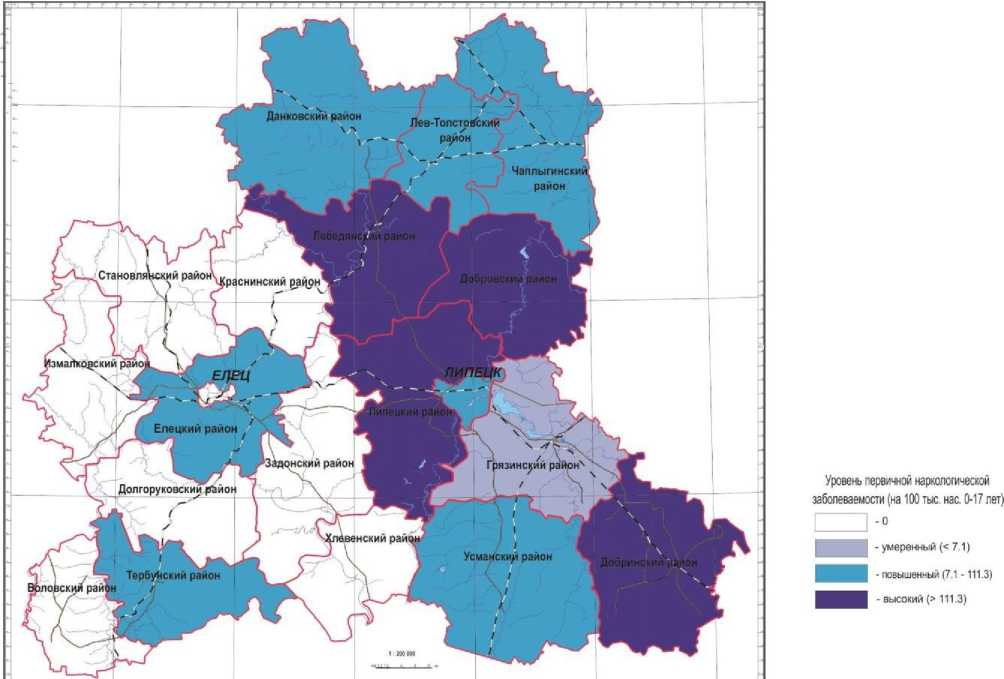 Данковский район
Лев-Толстовский
район
Чаплыгинский
район
Лебедянский район
Добровский район
Становлянский район
Краснинский район
Измалковский район
ЕЛЕЦ
ЛИПЕЦК
Елецкий район
Липецкий район
Задонский район
Грязинский район
Долгоруковский район
Хлевенский район
Усманский район
Добринский район
Тербунский район
Воловский район
1 : 200 000
Уровень первичной наркологической
заболеваемости (на 100 тыс. нас. 0-17 лет)
- 0
- умеренный (< 7.1)
- повышенный (7.1 - 111.3)
- высокий (> 111.3)